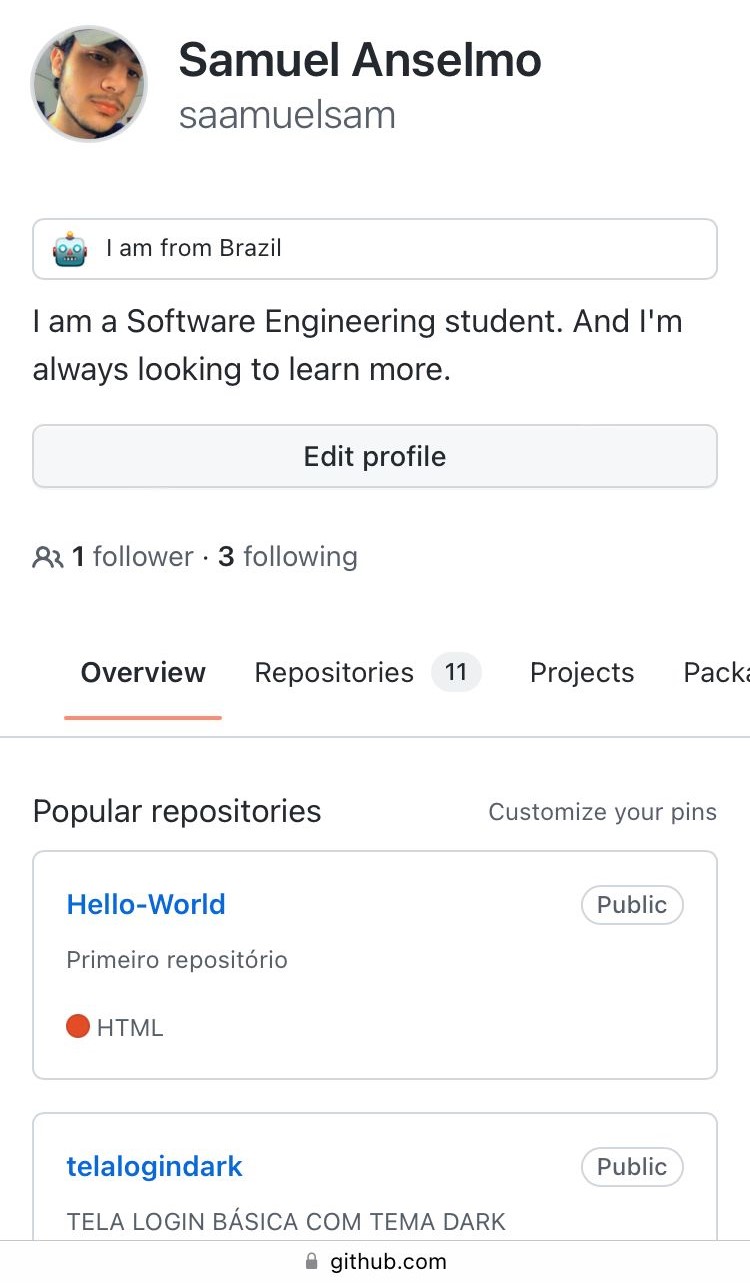 Samuel Anselmo
saamuelsam
I am from Brazil
I am a Software Engineering student. And I'm
always looking to learn more.
Edit profile
1 follower · 3 following
Overview Repositories 11 Projects Packa
Popular repositories Customize your pins
Hello-World Public
Primeiro repositório
HTML
telalogindark Public
TELA LOGIN BÁSICA COM TEMA DARK
github.com